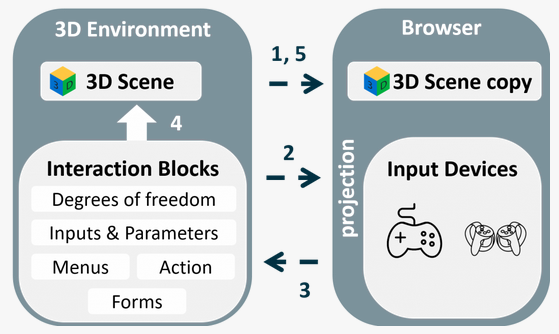 3D Environment
3D Scene
4
Interaction Blocks
Degrees of freedom
Inputs & Parameters
Menus
Action
Forms
1, 5
2
3
Browser
3D Scene copy
projection
Input Devices